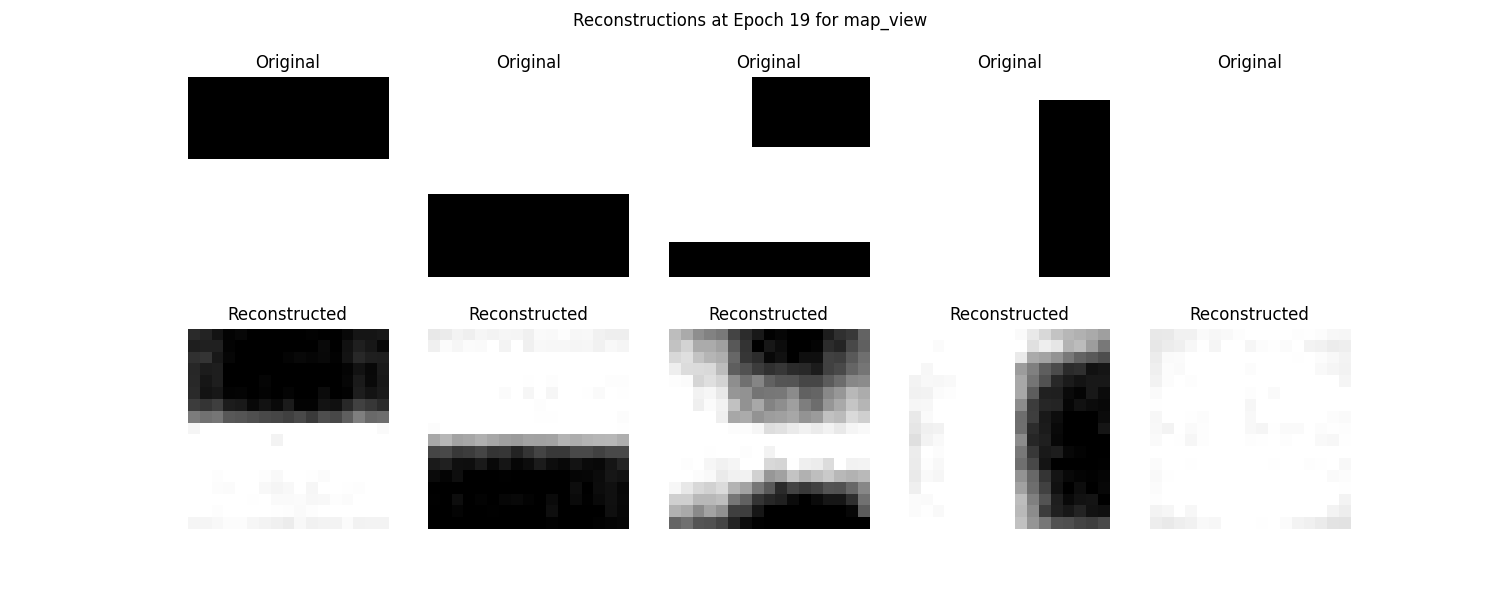 Reconstructions at Epoch 19 for map_view
Original Original Original Original Original
Reconstructed Reconstructed Reconstructed Reconstructed Reconstructed